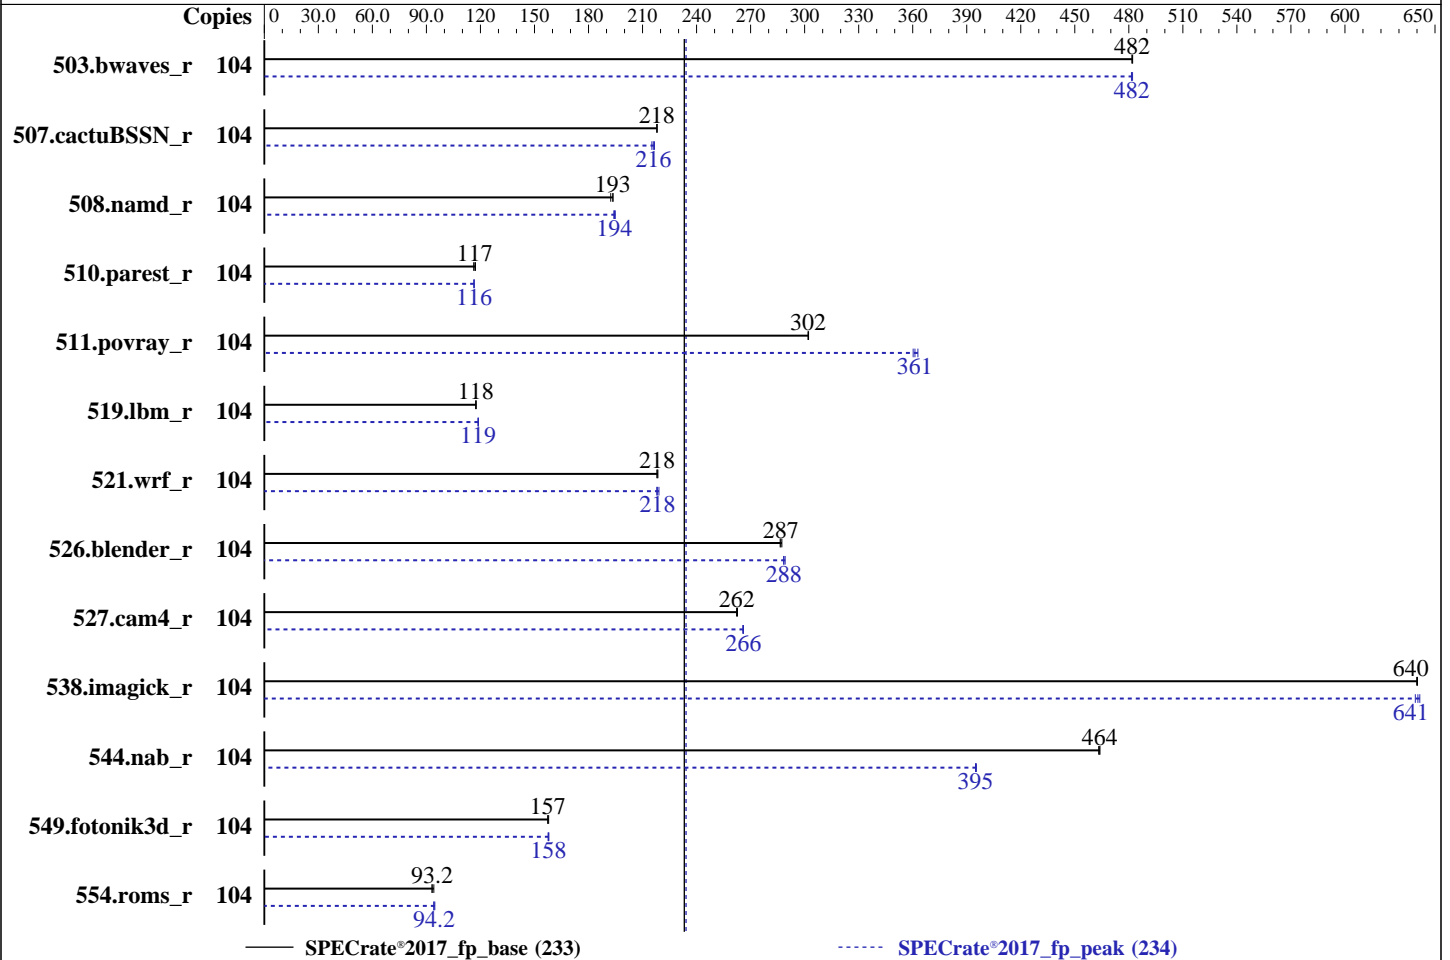 Copies 0 30.0 60.0 90.0 120 150 180 210 240 270 300 330 360 390 420 450 480 510 540 570 600 650
503.bwaves_r 104 482
482
507.cactuBSSN_r 104 218
216
508.namd_r 104 193
194
510.parest_r 104 117
116
511.povray_r 104 302
361
519.lbm_r 104 118
119
521.wrf_r 104 218
218
526.blender_r 104 287
288
527.cam4_r 104 262
266
538.imagick_r 104 640
641
544.nab_r 104 464
395
549.fotonik3d_r 104 157
158
554.roms_r 104 93.2
94.2
SPECrate®2017_fp_base (233) SPECrate®2017_fp_peak (234)